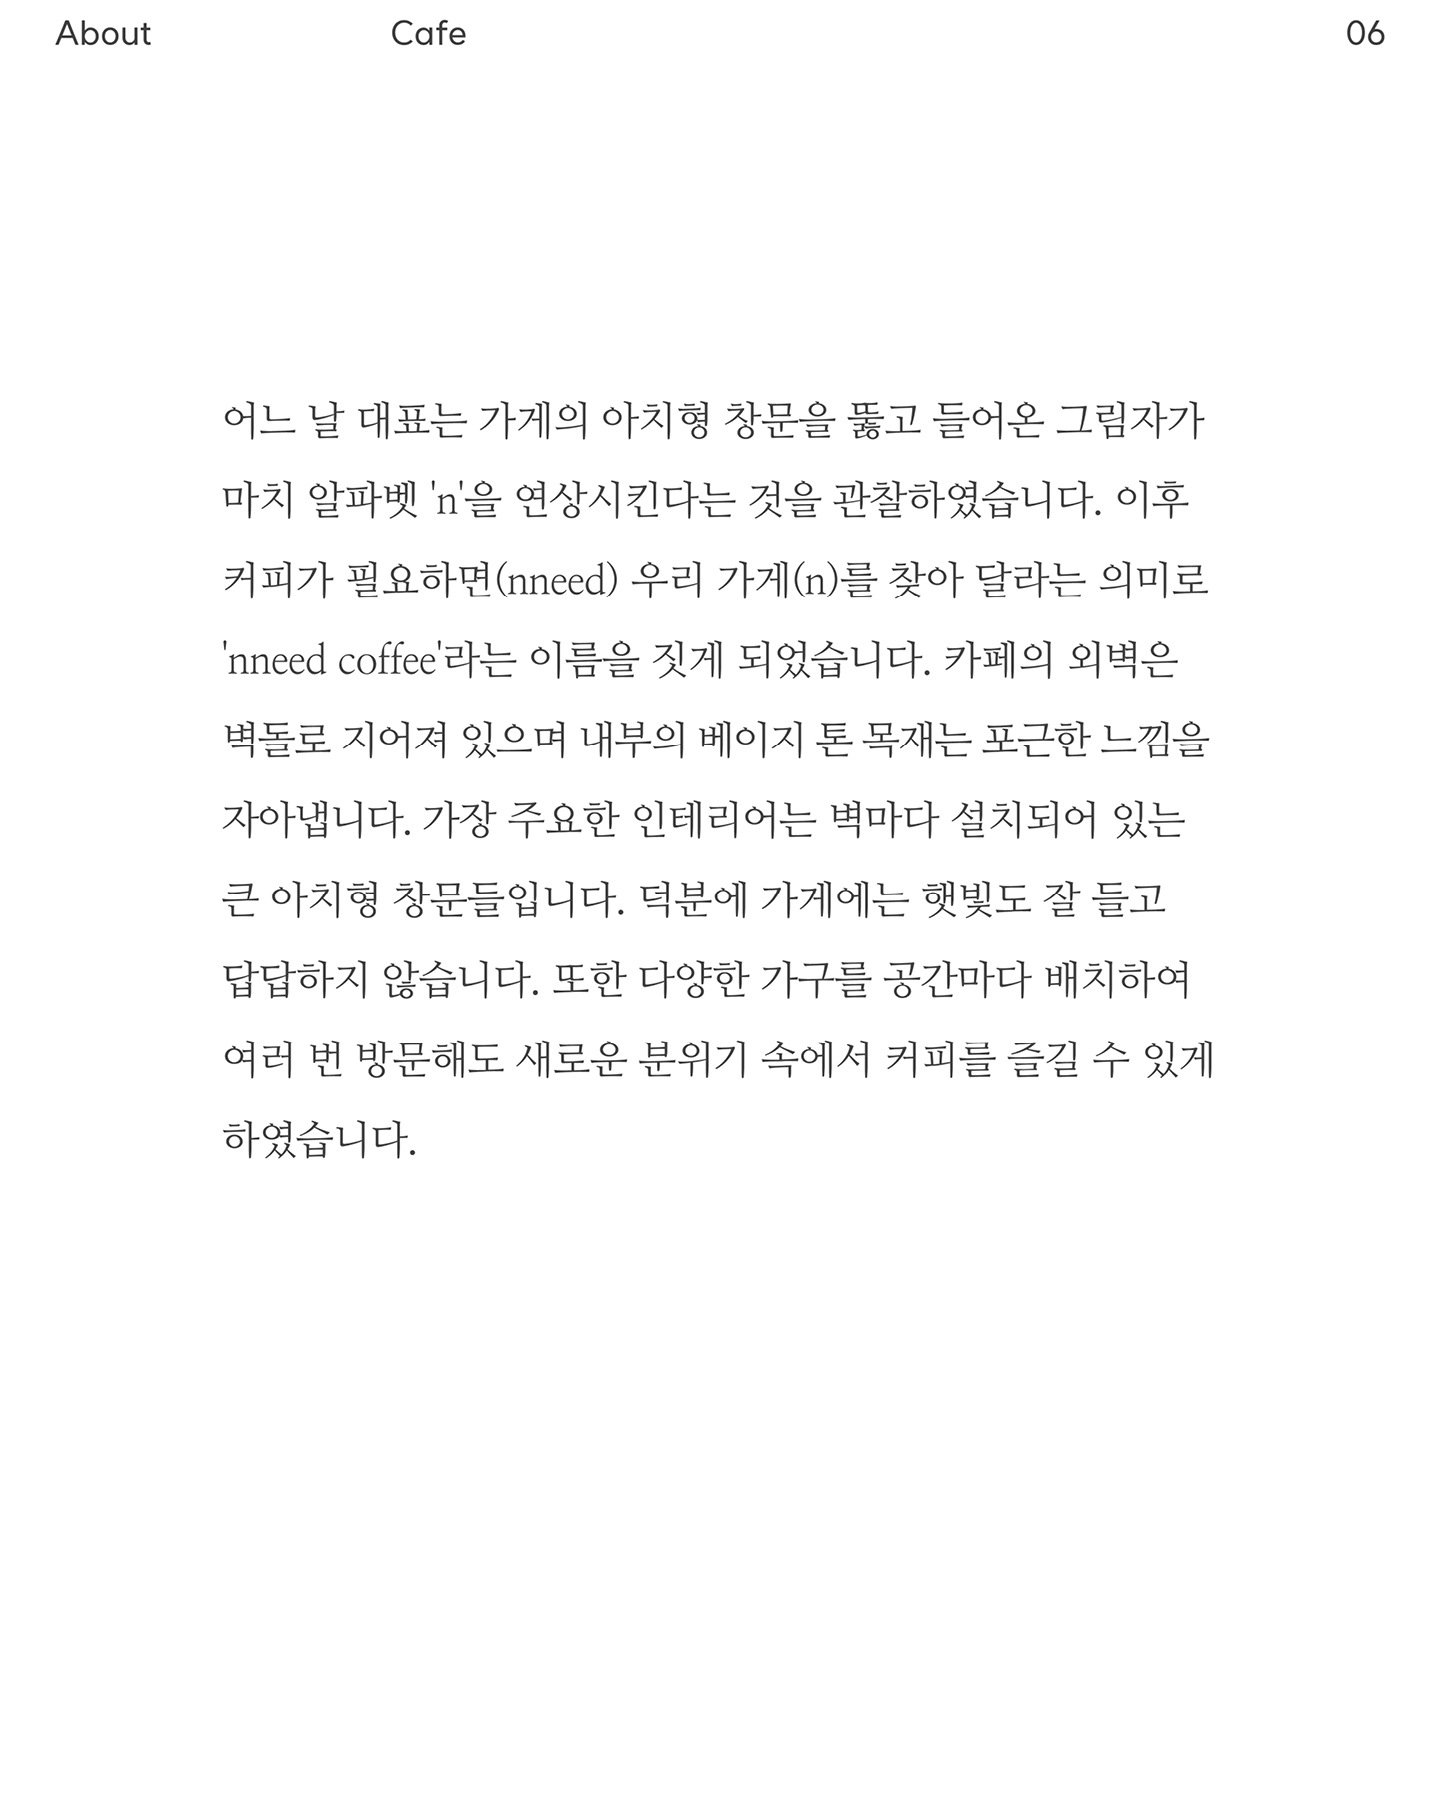 About Cafe 06
어느 날 대표는 가게의 아치형 창문을 뚫고 들어온 그림자가
마치 알파벳 'n'을 연상시킨다는 것을 관찰하였습니다. 이후
커피가 필요하면(nneed) 우리 가게(n)를 찾아 달라는 의미로
'nneed coffee'라는 이름을 짓게 되었습니다. 카페의 외벽은
벽돌로 지어져 있으며 내부의 베이지 톤 목재는 포근한 느낌을
자아냅니다. 가장 주요한 인테리어는 벽마다 설치되어 있는
큰 아치형 창문들입니다. 덕분에 가게에는 햇빛도 잘 들고
답답하지 않습니다. 또한 다양한 가구를 공간마다 배치하여
여러 번 방문해도 새로운 분위기 속에서 커피를 즐길 수 있게
하였습니다.